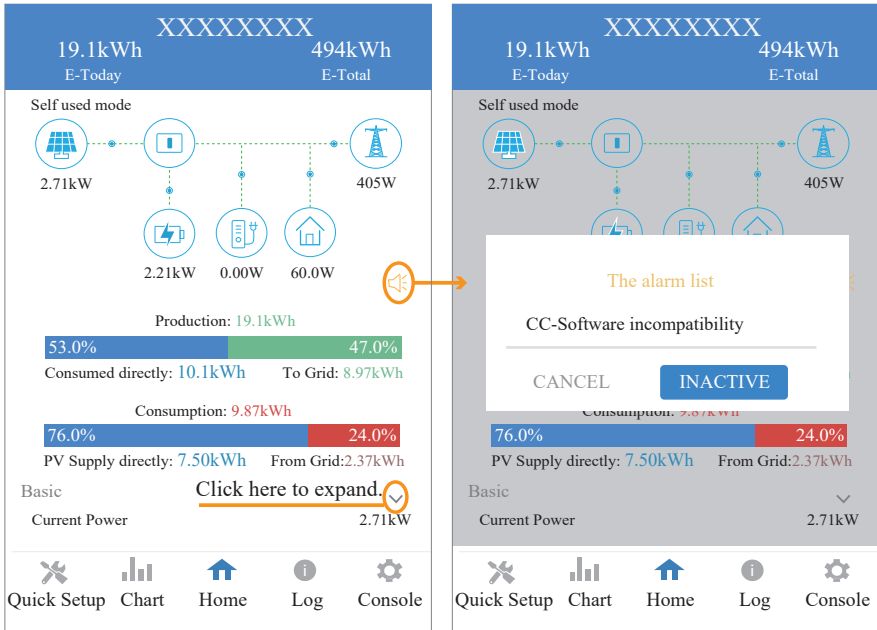 XXXXXXXX
19.1kWh 494kWh
E-Today E-Total
Self used mode
2.71kW 405W
2.21kW 0.00W 60.0W
Production: 19.1kWh
53.0% 47.0%
Consumed directly: 10.1kWh To Grid: 8.97kWh
Consumption: 9.87kWh
76.0% 24.0%
PV Supply directly: 7.50kWh From Grid:2.37kWh
Basic Click here to expand.
Current Power 2.71kW
Quick Setup Chart Home Log Console
XXXXXXXX
19.1kWh 494kWh
E-Today E-Total
Self used mode
2.71kW 405W
The alarm list
CC-Software incompatibility
CANCEL INACTIVE
Consumption: 9.87kWh
76.0% 24.0%
PV Supply directly: 7.50kWh From Grid:2.37kWh
Basic
Current Power 2.71kW
Quick Setup Chart Home Log Console